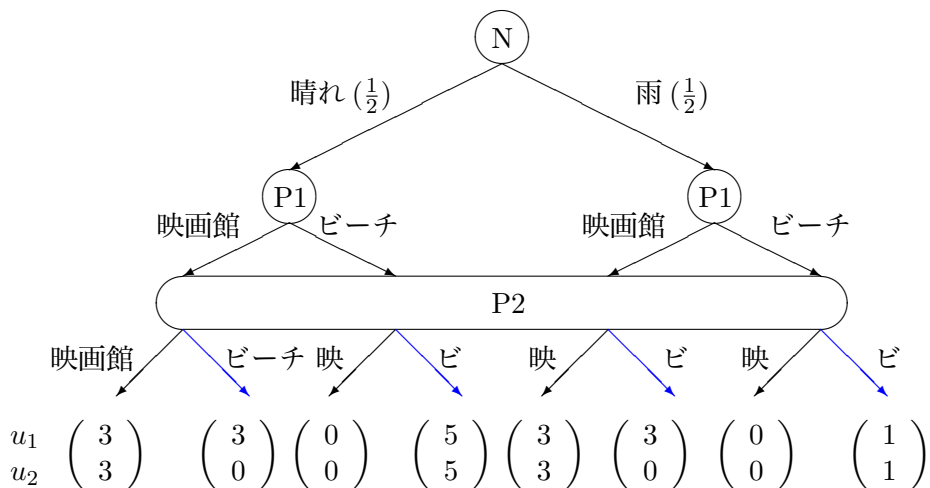 N
晴れ (1/2) 雨 (1/2)
P1 P1
映画館 ビーチ 映画館 ビーチ
P2
映画館 ビーチ 映 ビ 映 ビ 映 ビ
u1 3 3 0 5 3 3 0 1
u2 3 0 0 5 3 0 0 1